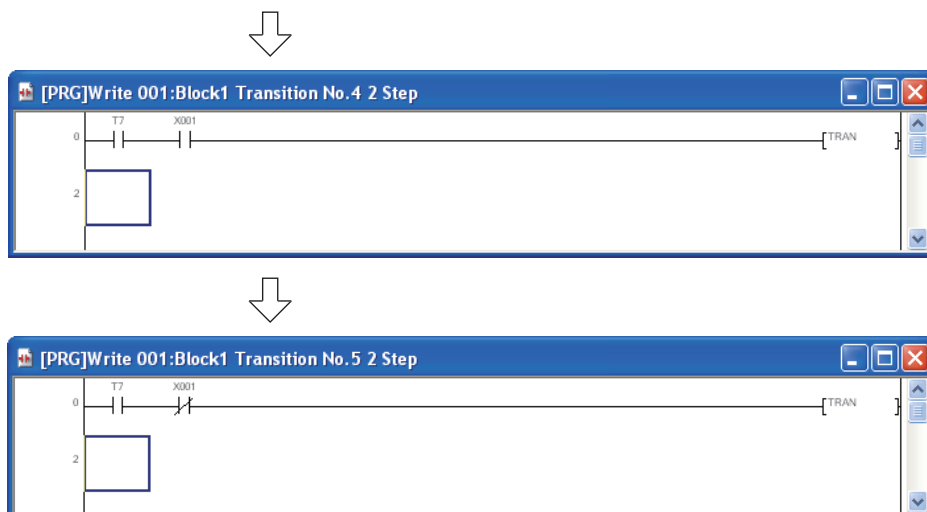 [PRG]Write 001:Block1 Transition No.4 2 Step
T7 X001
0 TRAN
2
[PRG]Write 001:Block1 Transition No.5 2 Step
T7 X001
0 TRAN
2